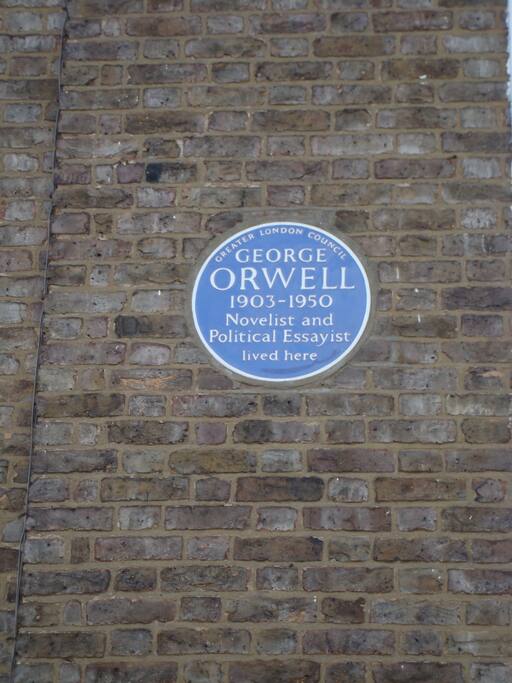 GREATER LONDON COUNCIL
GEORGE
ORWELL
1903-1950
Novelist and
Political Essayist
lived here